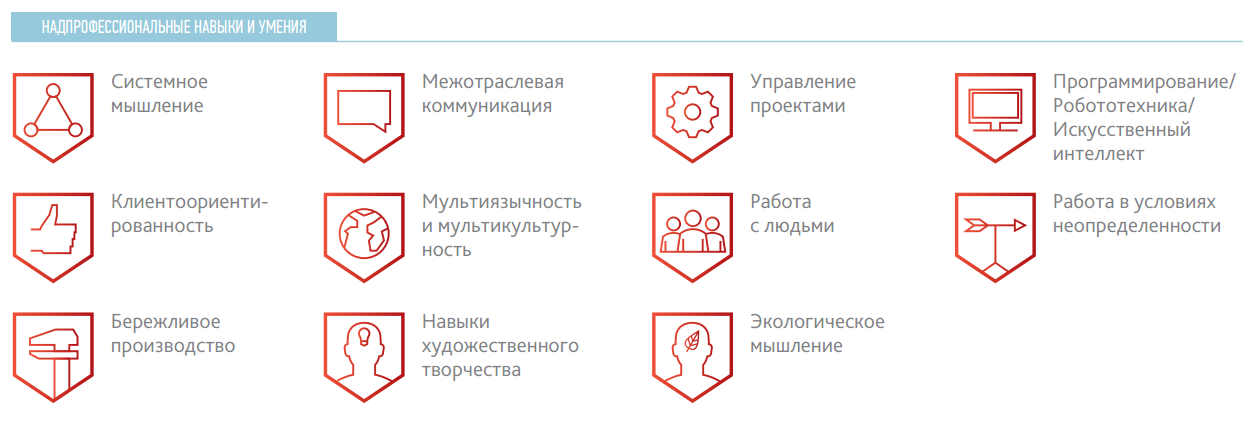 НАДПРОФЕССИОНАЛЬНЫЕ НАВЫКИ И УМЕНИЯ
Системное
мышление
Межотраслевая
коммуникация
Управление
проектами
Программирование/
Робототехника/
Искусственный
интеллект
Клиентоориенти-
рованность
Мультиязычность
и мультикультур-
ность
Работа
с людьми
Работа в условиях
неопределенности
Бережливое
производство
Навыки
художественного
творчества
Экологическое
мышление